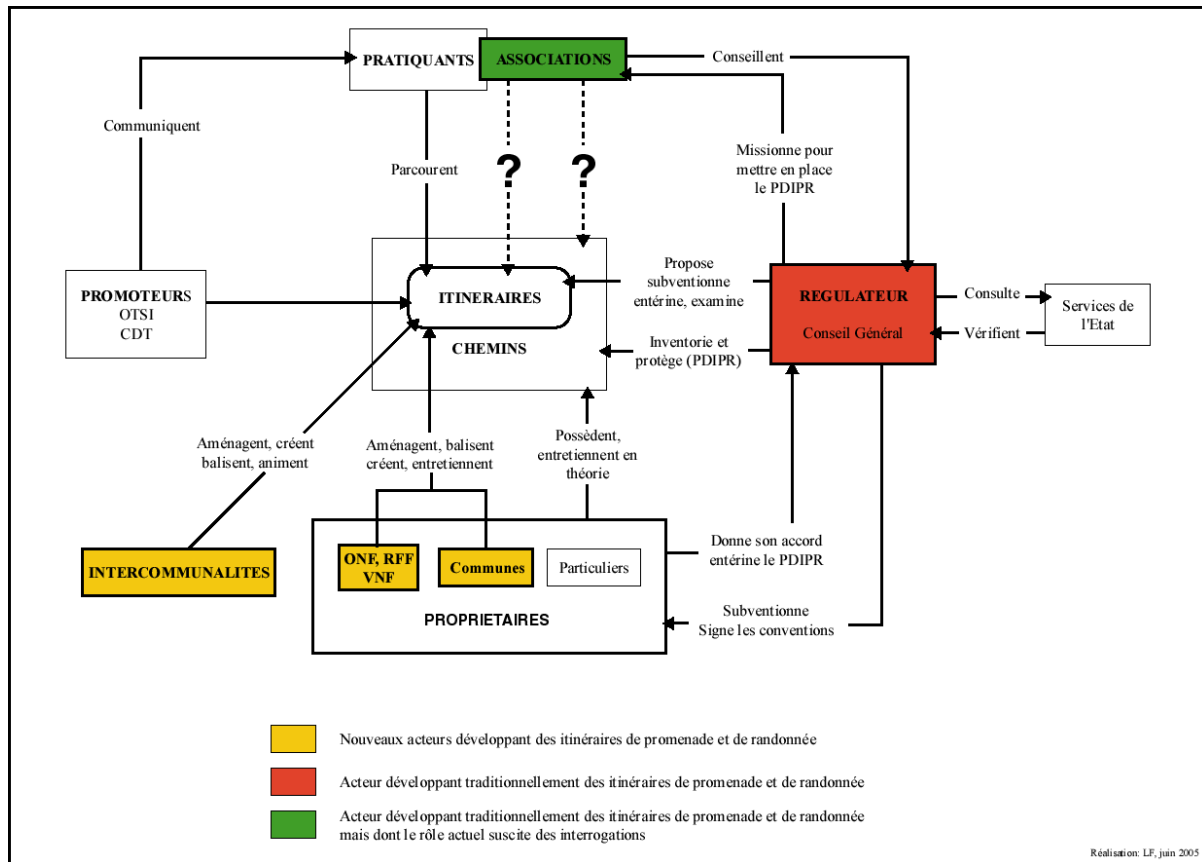 PRATIQUANTS
ASSOCIATIONS
Conseillent
Communiquent
Parcourent
?
?
Missionne pour
mettre en place
le PDIPR
PROMOTEURS
OTSI
CDT
ITINERAIRES
CHEMINS
Propose
subventionne
entérine, examine
Inventorie et
protège (PDIPR)
REGULATEUR
Conseil Général
Consulte
Vérifient
Services de
l'Etat
Aménagent, créent
balisent, animent
Aménagent, balisent
créent, entretiennent
Possèdent,
entretiennent en
théorie
INTERCOMMUNALITES
ONF, RFF
VNF
Communes
Particuliers
PROPRIETAIRES
Donne son accord
entérine le PDIPR
Subventionne
Signe les conventions
Nouveaux acteurs développant des itinéraires de promenade et de randonnée
Acteur développant traditionnellement des itinéraires de promenade et de randonnée
Acteur développant traditionnellement des itinéraires de promenade et de randonnée
mais dont le rôle actuel suscite des interrogations
Réalisation: LF, juin 2005